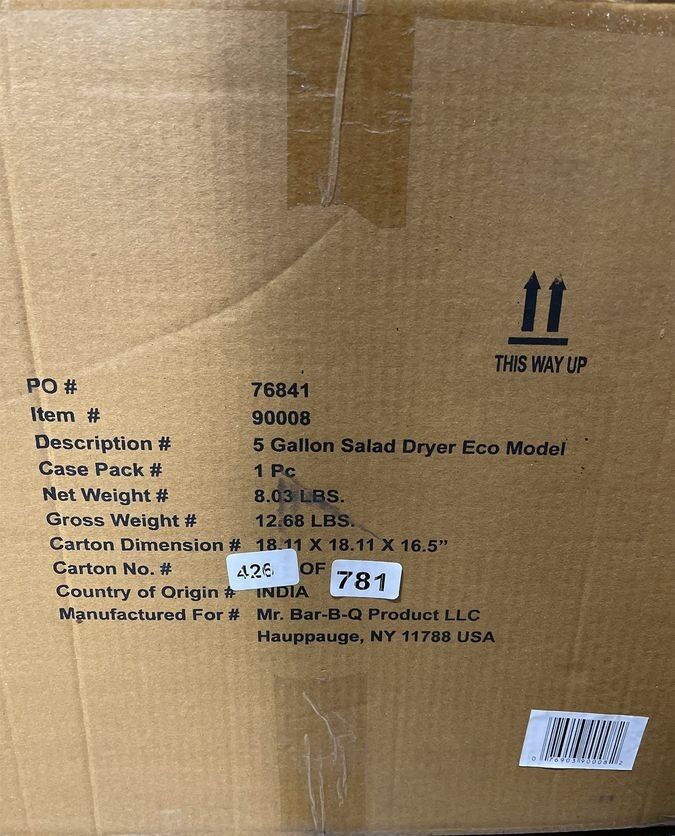 THIS WAY UP
PO # 76841
Item # 90008
Description # 5 Gallon Salad Dryer Eco Model
Case Pack # 1 Pc
Net Weight # 8.03 LBS.
Gross Weight # 12.68 LBS.
Carton Dimension # 18.11 X 18.11 X 16.5”
Carton No. # 426 OF 781
Country of Origin # INDIA
Manufactured For # Mr. Bar-B-Q Product LLC
Hauppauge, NY 11788 USA